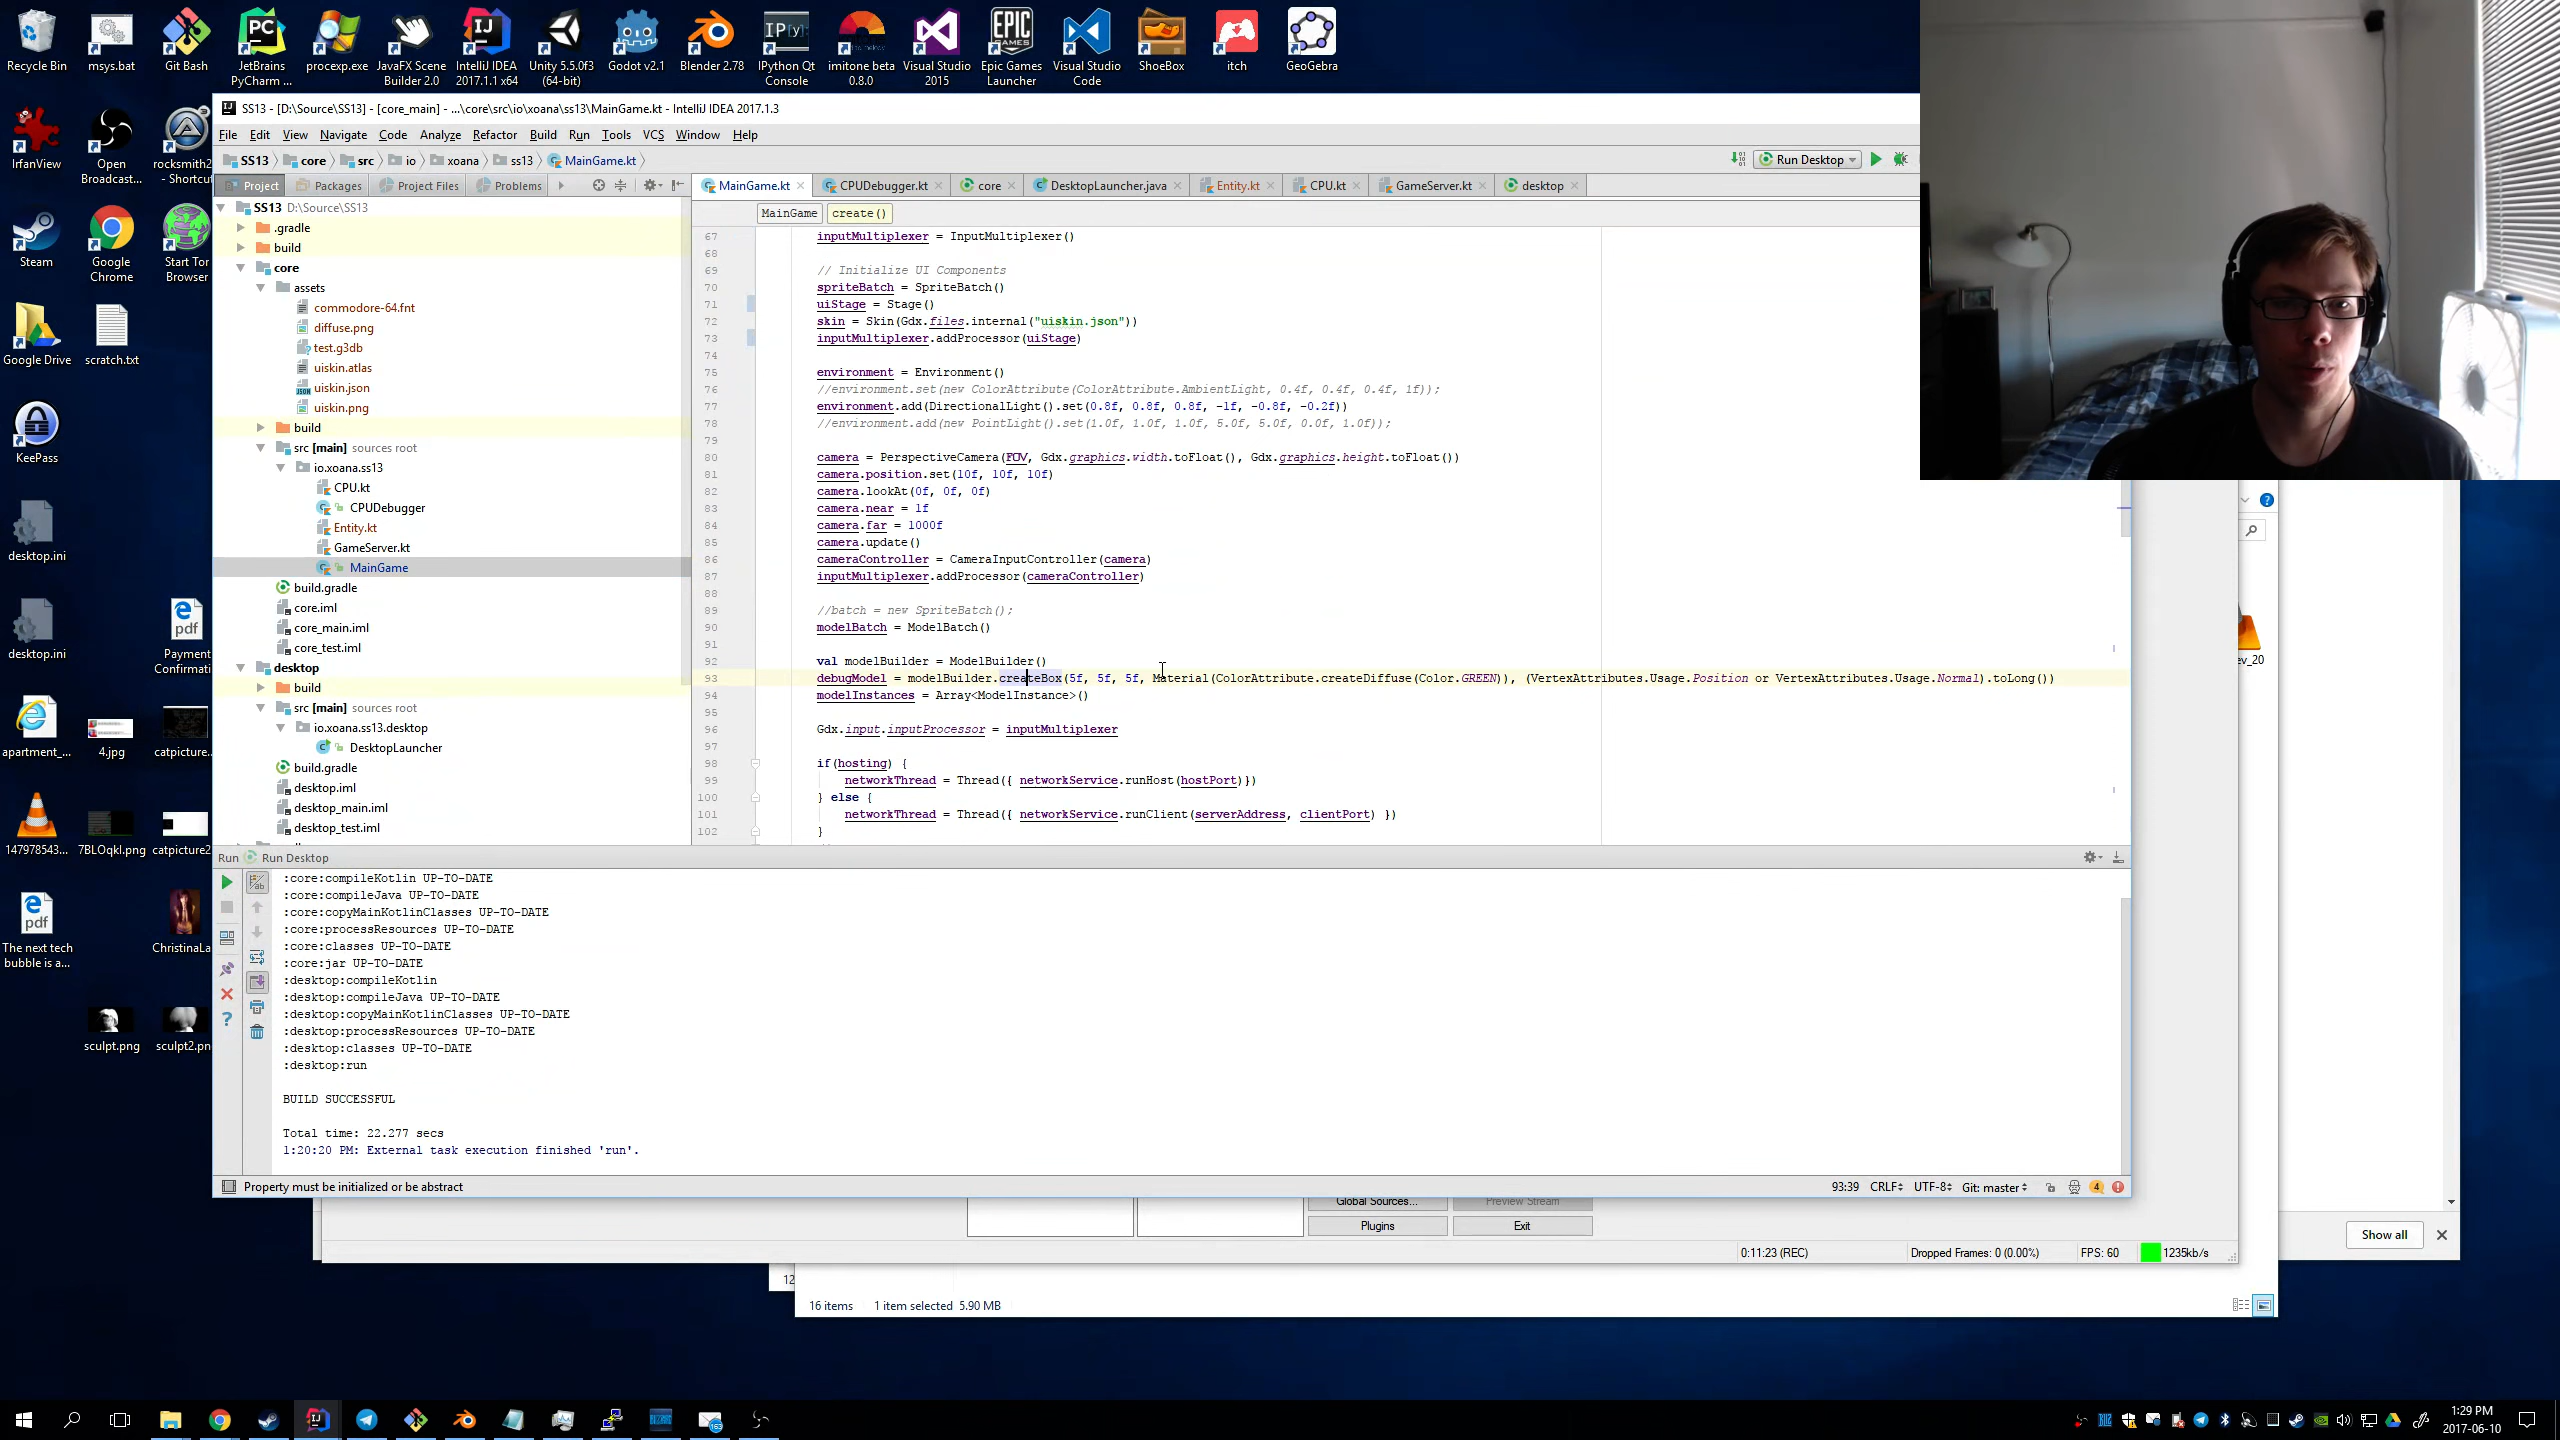 Recycle Bin
msys.bat
Git Bash
JetBrains
PyCharm ...
procexp.exe
JavaFX Scene
Builder 2.0
IntelliJ IDEA
2017.1.1 x64
Unity 5.5.0f3
(64-bit)
Godot v2.1
Blender 2.78
IPython Qt
Console
imitone beta
0.8.0
Visual Studio
2015
Epic Games
Launcher
Visual Studio
Code
ShoeBox
itch
GeoGebra
IrfanView
Open
Broadcast...
rocksmith2
- Shortcut
Steam
Google
Chrome
Start Tor
Browser
Google Drive
scratch.txt
KeePass
desktop.ini
desktop.ini
Payment
Confirmati
apartment_...
4.jpg
catpicture..
147978543...
7BLOqkl.png
catpicture2
The next tech
bubble is a...
ChristinaLa
sculpt.png
sculpt2.pn
SS13 - [D:\Source\SS13] - [core_main] - ...\core\src\io\xoana\ss13\MainGame.kt - IntelliJ IDEA 2017.1.3
File Edit View Navigate Code Analyze Refactor Build Run Tools VCS Window Help
SS13 core src io xoana ss13 MainGame.kt
Run Desktop
Project Packages Project Files Problems
MainGame.kt CPUDebugger.kt core DesktopLauncher.java Entity.kt CPU.kt GameServer.kt desktop
SS13 D:\Source\SS13
.gradle
build
core
assets
commodore-64.fnt
diffuse.png
test.g3db
uiskin.atlas
uiskin.json
uiskin.png
build
src [main] sources root
io.xoana.ss13
CPU.kt
CPUDebugger
Entity.kt
GameServer.kt
MainGame
build.gradle
core.iml
core_main.iml
core_test.iml
desktop
build
src [main] sources root
io.xoana.ss13.desktop
DesktopLauncher
build.gradle
desktop.iml
desktop_main.iml
desktop_test.iml
MainGame create()
67 inputMultiplexer = InputMultiplexer()
68
69 // Initialize UI Components
70 spriteBatch = SpriteBatch()
71 uiStage = Stage()
72 skin = Skin(Gdx.files.internal("uiskin.json"))
73 inputMultiplexer.addProcessor(uiStage)
74
75 environment = Environment()
76 //environment.set(new ColorAttribute(ColorAttribute.AmbientLight, 0.4f, 0.4f, 0.4f, 1f));
77 environment.add(DirectionalLight().set(0.8f, 0.8f, 0.8f, -1f, -0.8f, -0.2f))
78 //environment.add(new PointLight().set(1.0f, 1.0f, 1.0f, 5.0f, 5.0f, 0.0f, 1.0f));
79
80 camera = PerspectiveCamera(FOV, Gdx.graphics.width.toFloat(), Gdx.graphics.height.toFloat())
81 camera.position.set(10f, 10f, 10f)
82 camera.lookAt(0f, 0f, 0f)
83 camera.near = 1f
84 camera.far = 1000f
85 camera.update()
86 cameraController = CameraInputController(camera)
87 inputMultiplexer.addProcessor(cameraController)
88
89 //batch = new SpriteBatch();
90 modelBatch = ModelBatch()
91
92 val modelBuilder = ModelBuilder()
93 debugModel = modelBuilder.createBox(5f, 5f, 5f, Material(ColorAttribute.createDiffuse(Color.GREEN)), (VertexAttributes.Usage.Position or VertexAttributes.Usage.Normal).toLong())
94 modelInstances = Array<ModelInstance>()
95
96 Gdx.input.inputProcessor = inputMultiplexer
97
98 if(hosting) {
99 networkThread = Thread({ networkService.runHost(hostPort)})
100 } else {
101 networkThread = Thread({ networkService.runClient(serverAddress, clientPort) })
102 }
Run Run Desktop
:core:compileKotlin UP-TO-DATE
:core:compileJava UP-TO-DATE
:core:copyMainKotlinClasses UP-TO-DATE
:core:processResources UP-TO-DATE
:core:classes UP-TO-DATE
:core:jar UP-TO-DATE
:desktop:compileKotlin
:desktop:compileJava UP-TO-DATE
:desktop:copyMainKotlinClasses UP-TO-DATE
:desktop:processResources UP-TO-DATE
:desktop:classes UP-TO-DATE
:desktop:run
BUILD SUCCESSFUL
Total time: 22.277 secs
1:20:20 PM: External task execution finished 'run'.
Property must be initialized or be abstract
93:39 CRLF UTF-8 Git: master 4
ev_20
Global Sources... Preview Stream
Plugins Exit
0:11:23 (REC) Dropped Frames: 0 (0.00%) FPS: 60 1235kb/s
Show all
12
16 items 1 item selected 5.90 MB
1:29 PM
2017-06-10